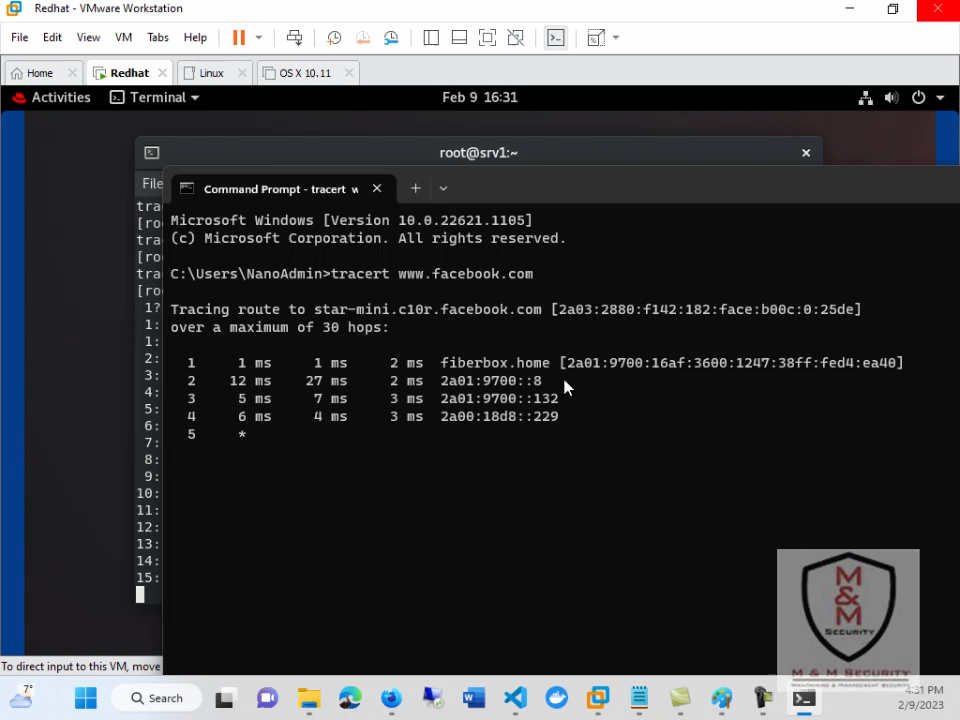 Redhat - VMware Workstation
File Edit View VM Tabs Help
Home Redhat Linux OS X 10.11
Activities Terminal Feb 9 16:31
root@srv1:~
File
Command Prompt - tracert w
Microsoft Windows [Version 10.0.22621.1105]
(c) Microsoft Corporation. All rights reserved.
C:\Users\NanoAdmin>tracert www.facebook.com
Tracing route to star-mini.c10r.facebook.com [2a03:2880:f142:182:face:b00c:0:25de]
over a maximum of 30 hops:
1 1 ms 1 ms 2 ms fiberbox.home [2a01:9700:16af:3600:1247:38ff:fed4:ea40]
2 12 ms 27 ms 2 ms 2a01:9700::8
3 5 ms 7 ms 3 ms 2a01:9700::132
4 6 ms 4 ms 3 ms 2a00:18d8::229
5 *
tra
[roo
tra
[roo
tra
[roo
1?
1:
1:
2:
3:
4:
5:
6:
7:
8:
9:
10:
11:
12:
13:
14:
15:
M
&
M
SECURITY
M & M SECURITY
To direct input to this VM, move
7°
Search
4:31 PM
2/9/2023